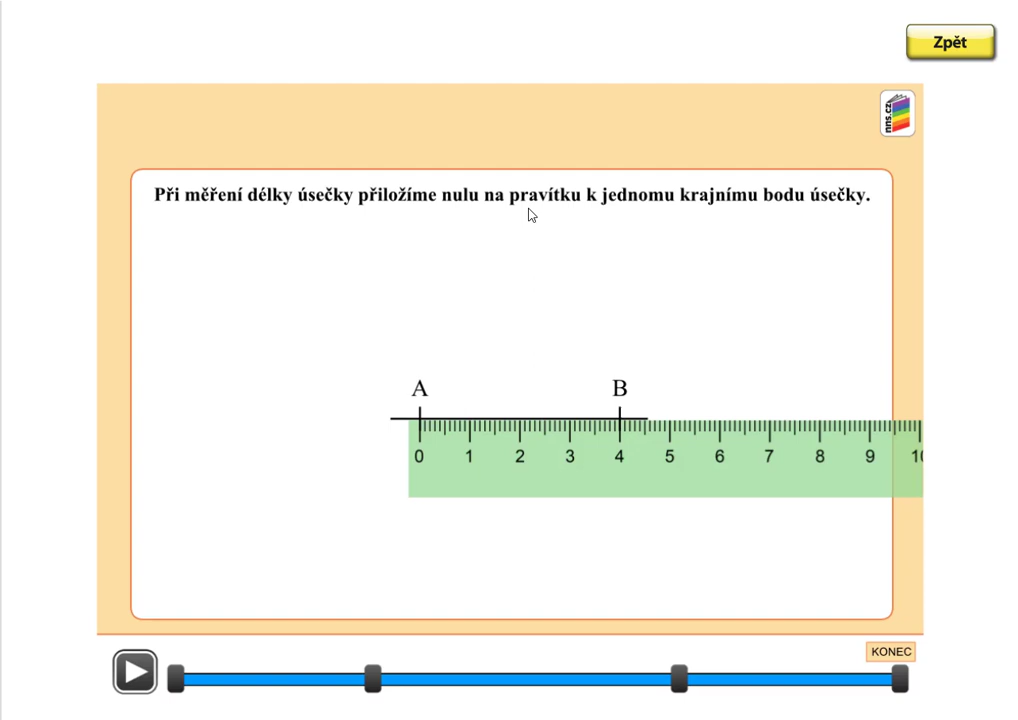 Zpět
nns.cz
Při měření délky úsečky přiložíme nulu na pravítku k jednomu krajnímu bodu úsečky.
A B
0 1 2 3 4 5 6 7 8 9 10
KONEC